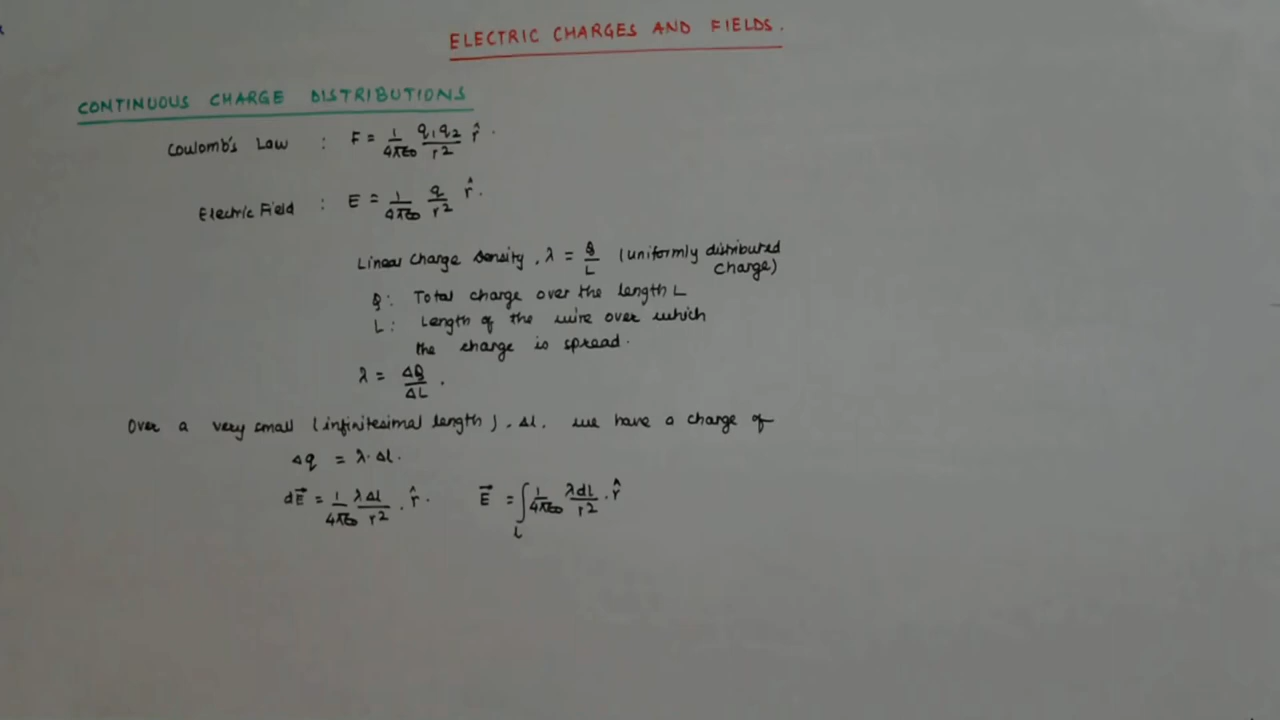 ELECTRIC CHARGES AND FIELDS.
CONTINUOUS CHARGE DISTRIBUTIONS
Coulomb's Law : F = 1/4πε0 q1q2/r2 r̂.
Electric Field : E = 1/4πε0 q/r2 r̂.
Linear Charge Density, λ = Q/L (uniformly distributed
charge)
Q: Total charge over the length L
L: Length of the wire over which
the charge is spread.
λ = ΔQ/ΔL.
Over a very small (infinitesimal length), Δl, we have a charge of
Δq = λ·Δl.
dE⃗ = 1/4πε0 λΔl/r2 . r̂. E⃗ = ∫L 1/4πε0 λdl/r2 . r̂